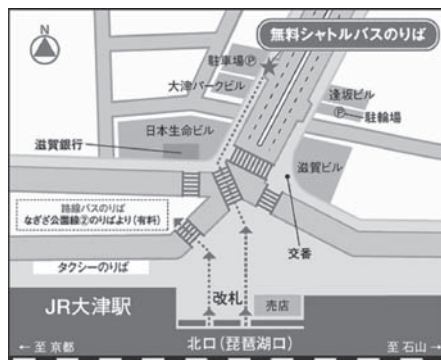 無料シャトルバスのりば
N
駐車場Ⓟ
大津パークビル
逢坂ビル
Ⓟ
駐輪場
日本生命ビル
滋賀銀行
滋賀ビル
路線バスのりば
なぎさ公園線②のりばより(有料)
交番
タクシーのりば
改札
売店
JR大津駅
← 至 京都
北口(琵琶湖口)
至 石山 →